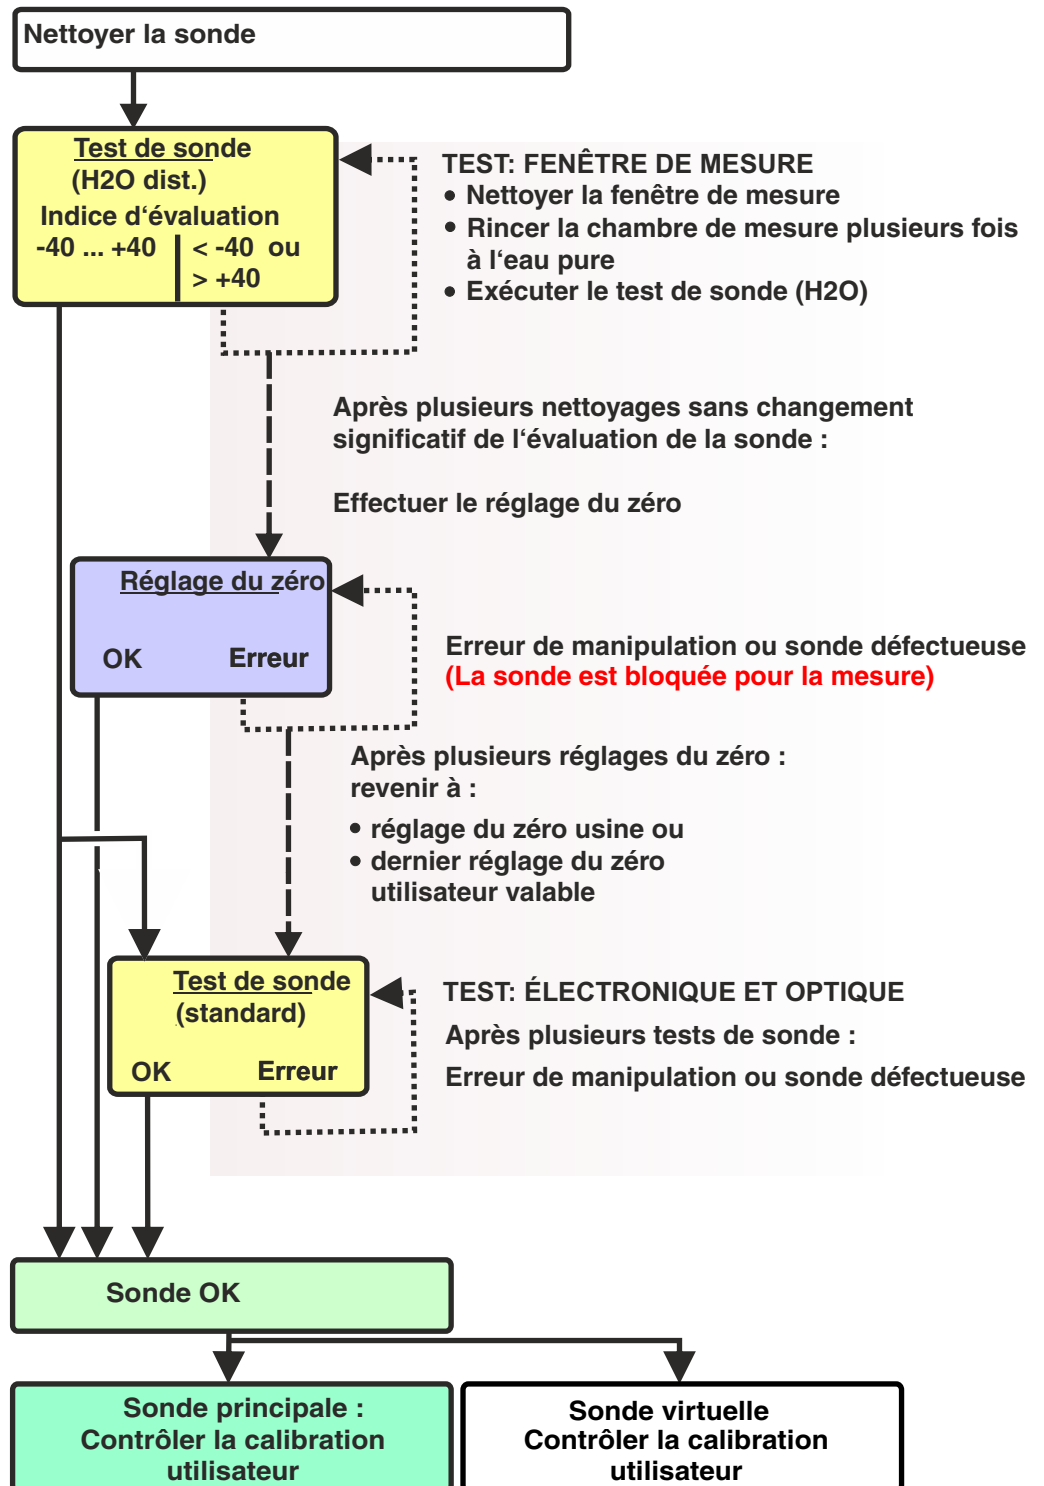 Nettoyer la sonde
Test de sonde
(H2O dist.)
Indice d‘évaluation
-40 ... +40 < -40 ou
> +40
TEST: FENÊTRE DE MESURE
• Nettoyer la fenêtre de mesure
• Rincer la chambre de mesure plusieurs fois
à l‘eau pure
• Exécuter le test de sonde (H2O)
Après plusieurs nettoyages sans changement
significatif de l‘évaluation de la sonde :
Effectuer le réglage du zéro
Réglage du zéro
OK Erreur
Erreur de manipulation ou sonde défectueuse
(La sonde est bloquée pour la mesure)
Après plusieurs réglages du zéro :
revenir à :
• réglage du zéro usine ou
• dernier réglage du zéro
utilisateur valable
Test de sonde
(standard)
OK Erreur
TEST: ÉLECTRONIQUE ET OPTIQUE
Après plusieurs tests de sonde :
Erreur de manipulation ou sonde défectueuse
Sonde OK
Sonde principale :
Contrôler la calibration
utilisateur
Sonde virtuelle
Contrôler la calibration
utilisateur